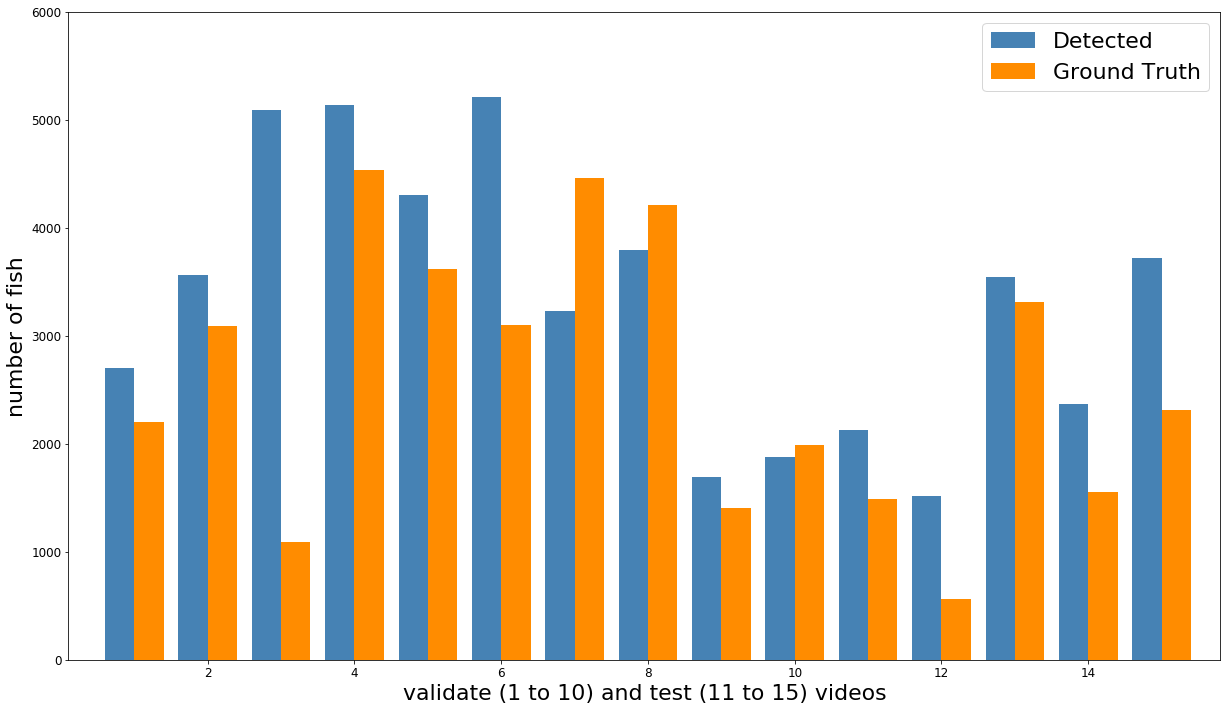 6000
5000
4000
3000
2000
1000
0
number of fish
Detected
Ground Truth
2 4 6 8 10 12 14
validate (1 to 10) and test (11 to 15) videos